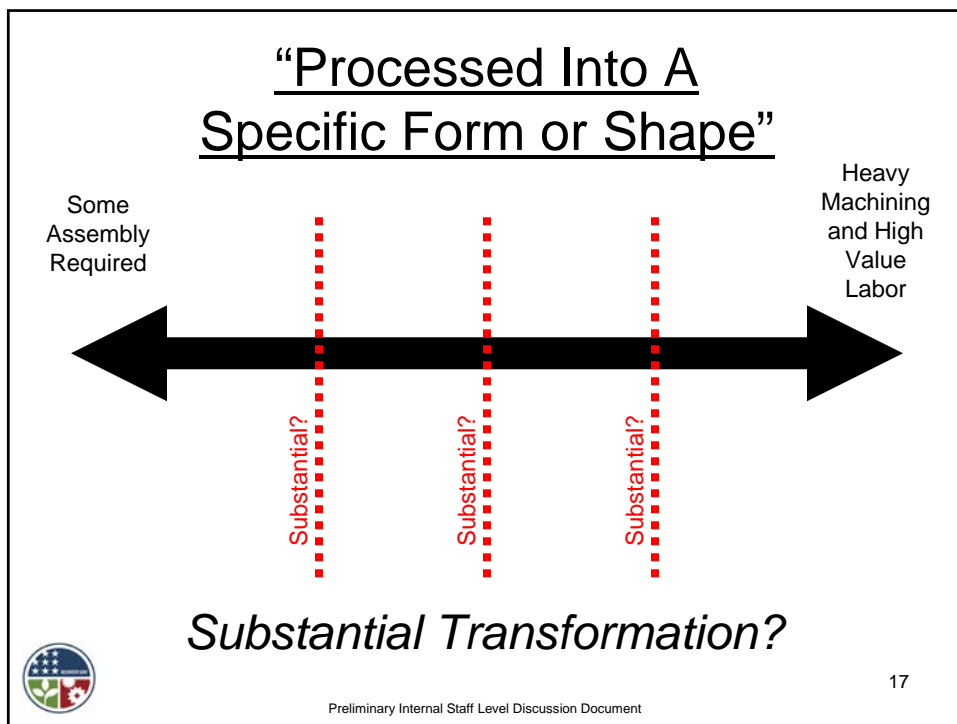 “Processed Into A
Specific Form or Shape”
Some
Assembly
Required
Heavy
Machining
and High
Value
Labor
Substantial?
Substantial?
Substantial?
Substantial Transformation?
17
Preliminary Internal Staff Level Discussion Document